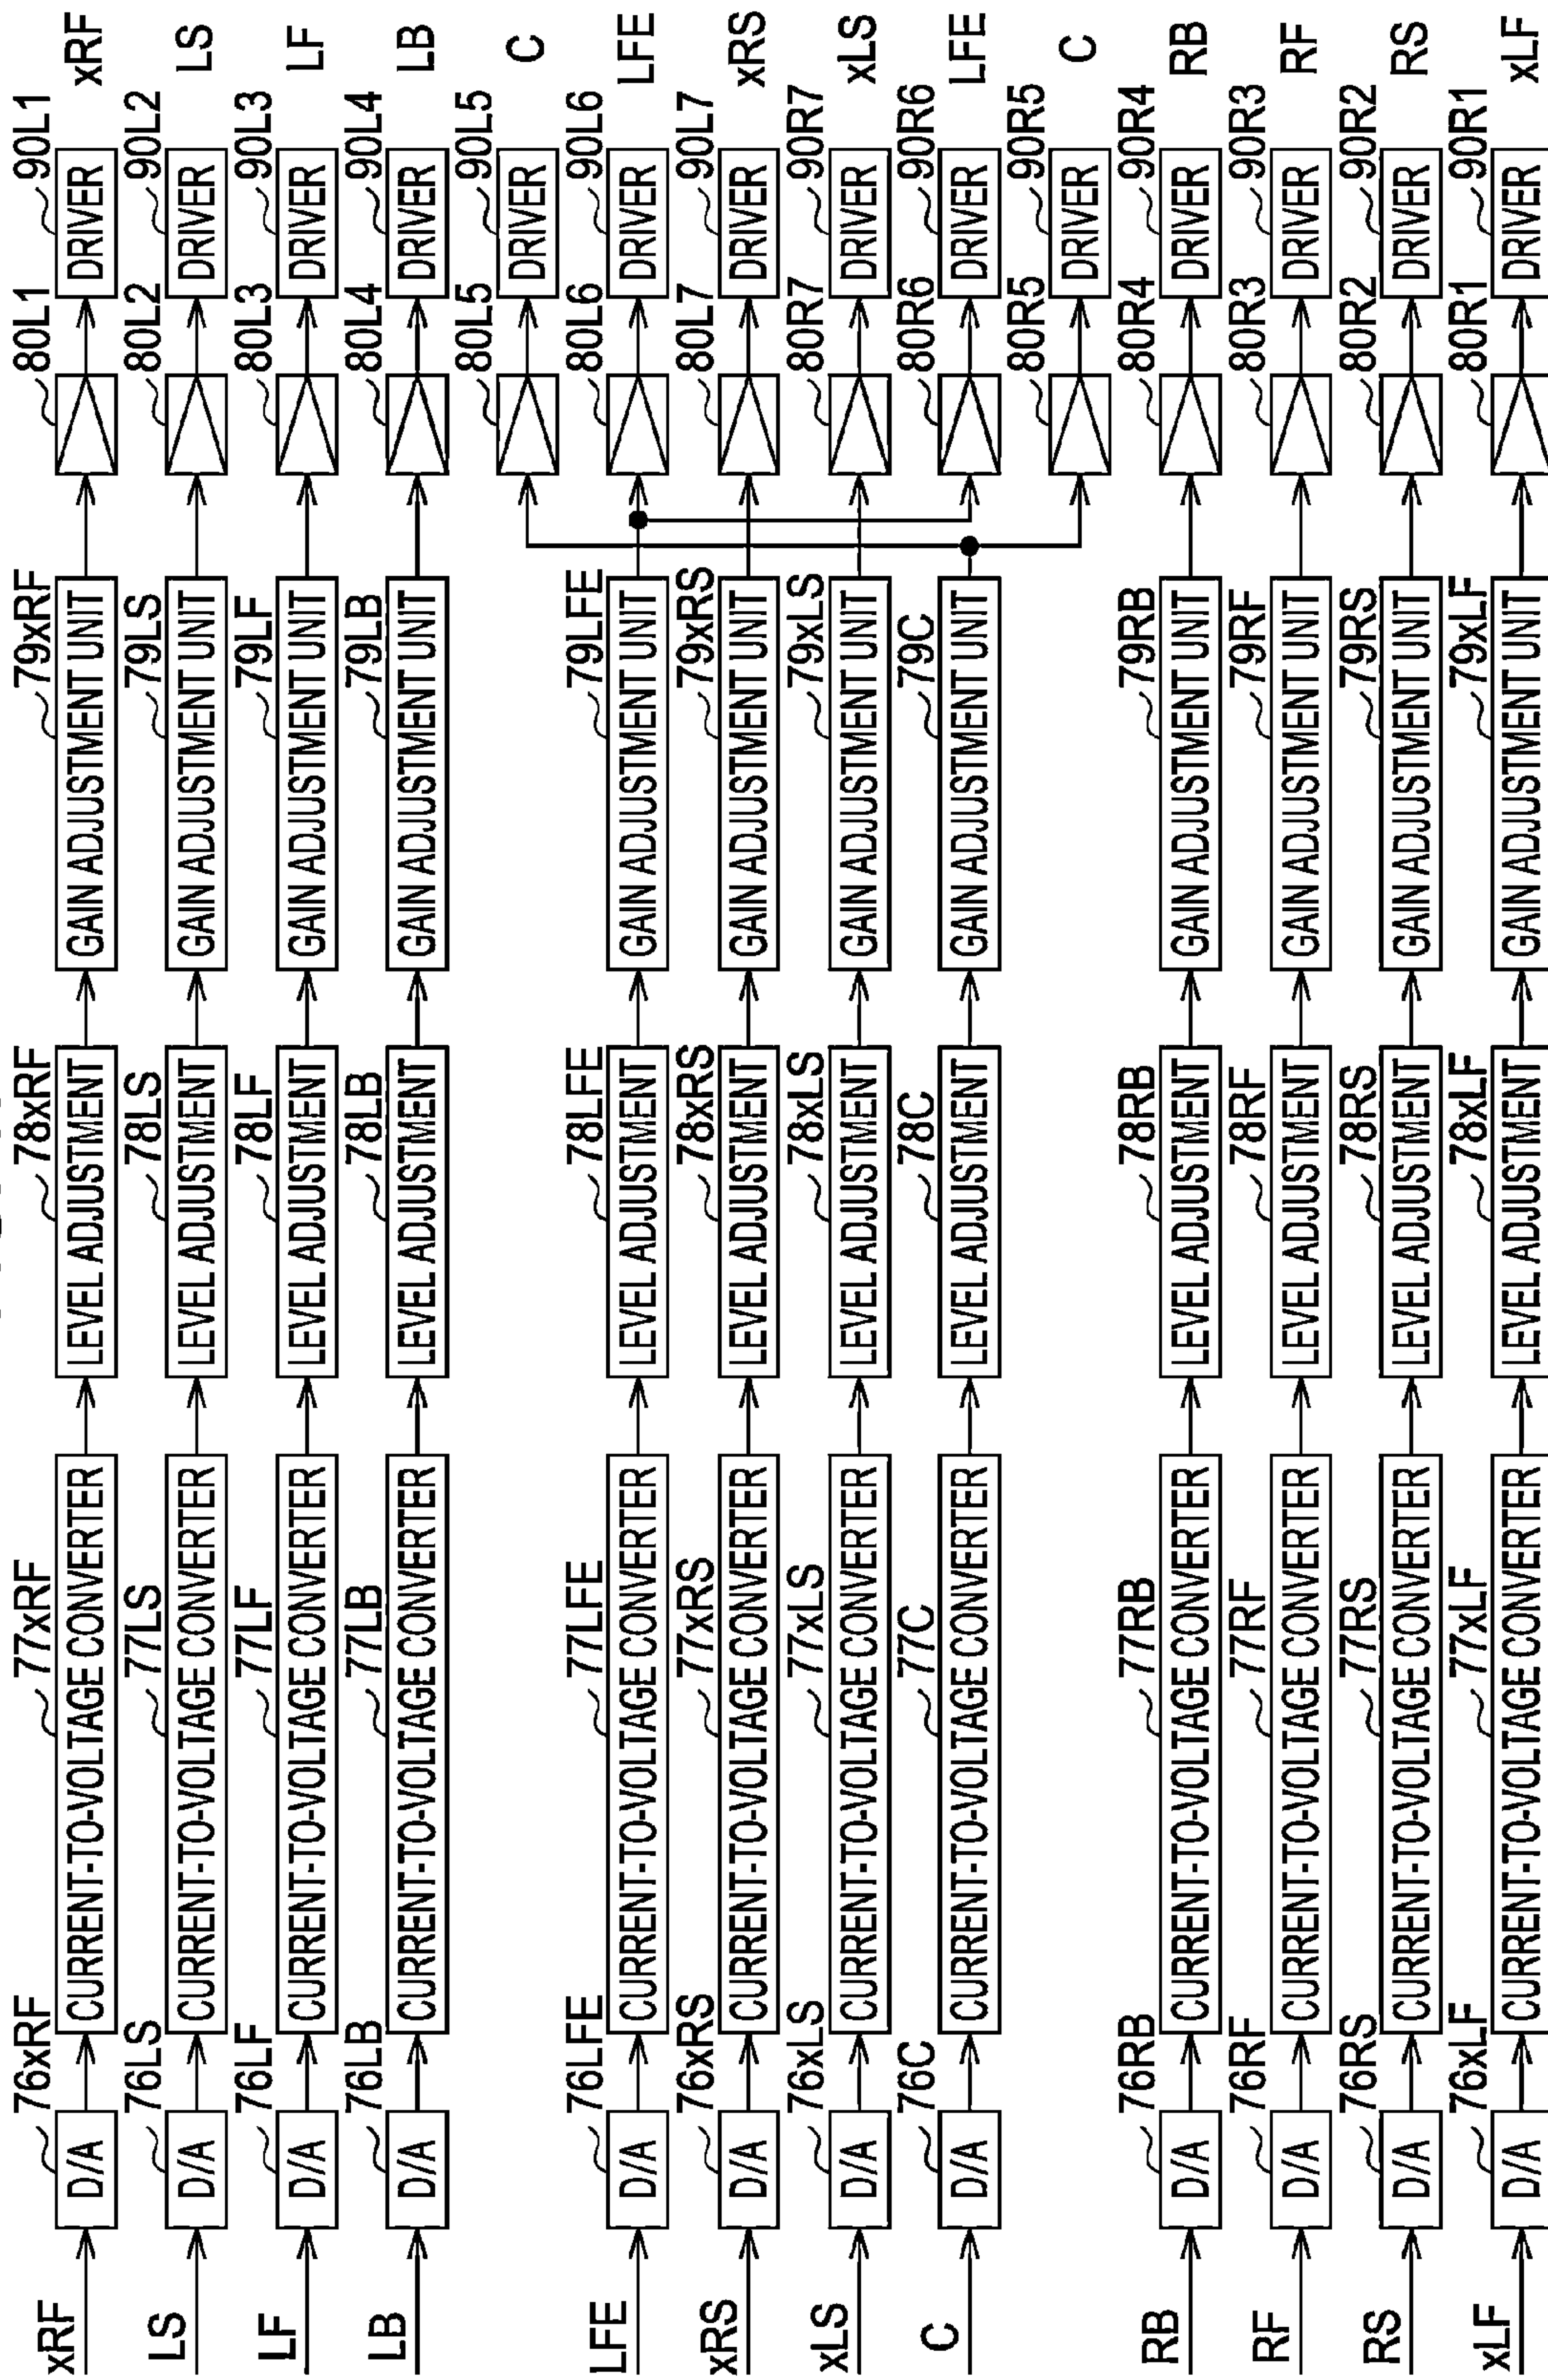 76xRF 77xRF 78xRF 79xRF 80L1 90L1
xRF D/A CURRENT-TO-VOLTAGE CONVERTER LEVEL ADJUSTMENT GAIN ADJUSTMENT UNIT DRIVER xRF
76LS 77LS 78LS 79LS 80L2 90L2
LS D/A CURRENT-TO-VOLTAGE CONVERTER LEVEL ADJUSTMENT GAIN ADJUSTMENT UNIT DRIVER LS
76LF 77LF 78LF 79LF 80L3 90L3
LF D/A CURRENT-TO-VOLTAGE CONVERTER LEVEL ADJUSTMENT GAIN ADJUSTMENT UNIT DRIVER LF
76LB 77LB 78LB 79LB 80L4 90L4
LB D/A CURRENT-TO-VOLTAGE CONVERTER LEVEL ADJUSTMENT GAIN ADJUSTMENT UNIT DRIVER LB
80L5 90L5
DRIVER C
76LFE 77LFE 78LFE 79LFE 80L6 90L6
LFE D/A CURRENT-TO-VOLTAGE CONVERTER LEVEL ADJUSTMENT GAIN ADJUSTMENT UNIT DRIVER LFE
76xRS 77xRS 78xRS 79xRS 80L7 90L7
xRS D/A CURRENT-TO-VOLTAGE CONVERTER LEVEL ADJUSTMENT GAIN ADJUSTMENT UNIT DRIVER xRS
76xLS 77xLS 78xLS 79xLS 80R7 90R7
xLS D/A CURRENT-TO-VOLTAGE CONVERTER LEVEL ADJUSTMENT GAIN ADJUSTMENT UNIT DRIVER xLS
76C 77C 78C 79C 80R6 90R6
C D/A CURRENT-TO-VOLTAGE CONVERTER LEVEL ADJUSTMENT GAIN ADJUSTMENT UNIT DRIVER LFE
80R5 90R5
DRIVER C
76RB 77RB 78RB 79RB 80R4 90R4
RB D/A CURRENT-TO-VOLTAGE CONVERTER LEVEL ADJUSTMENT GAIN ADJUSTMENT UNIT DRIVER RB
76RF 77RF 78RF 79RF 80R3 90R3
RF D/A CURRENT-TO-VOLTAGE CONVERTER LEVEL ADJUSTMENT GAIN ADJUSTMENT UNIT DRIVER RF
76RS 77RS 78RS 79RS 80R2 90R2
RS D/A CURRENT-TO-VOLTAGE CONVERTER LEVEL ADJUSTMENT GAIN ADJUSTMENT UNIT DRIVER RS
76xLF 77xLF 78xLF 79xLF 80R1 90R1
xLF D/A CURRENT-TO-VOLTAGE CONVERTER LEVEL ADJUSTMENT GAIN ADJUSTMENT UNIT DRIVER xLF